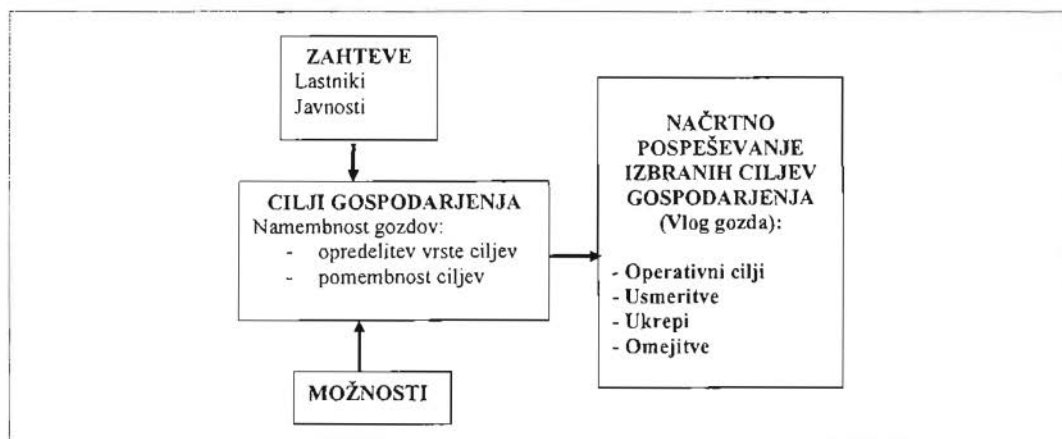 ZAHTEVE
Lastniki
Javnosti
CILJI GOSPODARJENJA
Namembnost gozdov:
- opredelitev vrste ciljev
- pomembnost ciljev
MOŽNOSTI
NAČRTNO
POSPEŠEVANJE
IZBRANIH CILJEV
GOSPODARJENJA
(Vlog gozda):
- Operativni cilji
- Usmeritve
- Ukrepi
- Omejitve